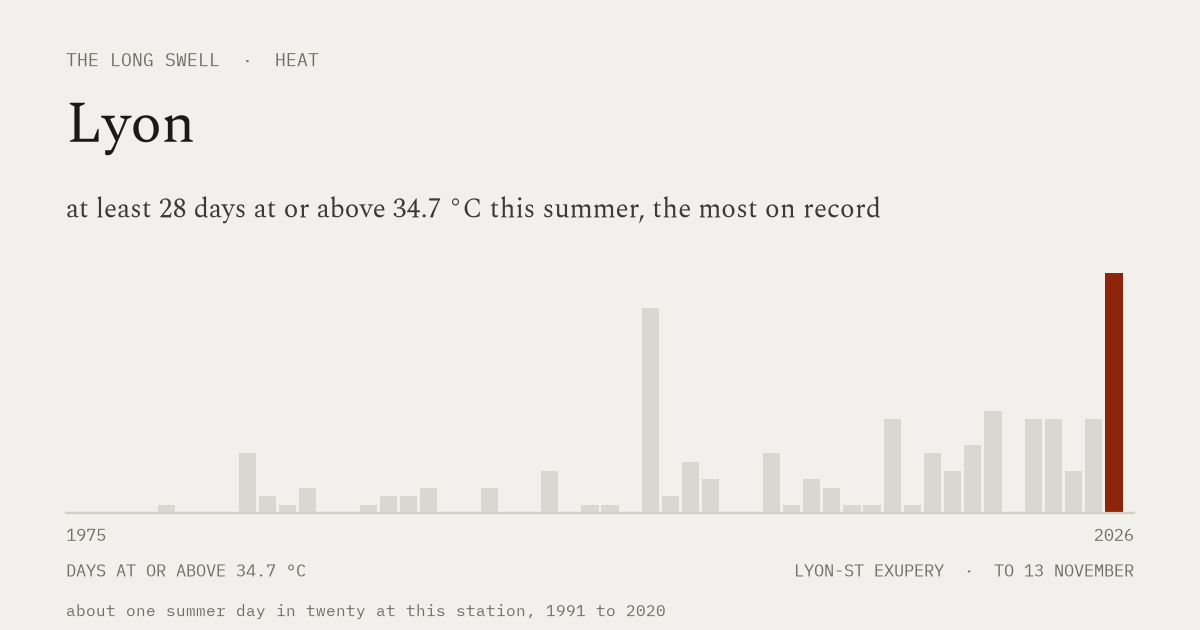 THE LONG SWELL · HEAT
Lyon
at least 28 days at or above 34.7 °C this summer, the most on record
1975
2026
DAYS AT OR ABOVE 34.7 °C
LYON-ST EXUPERY · TO 13 NOVEMBER
about one summer day in twenty at this station, 1991 to 2020